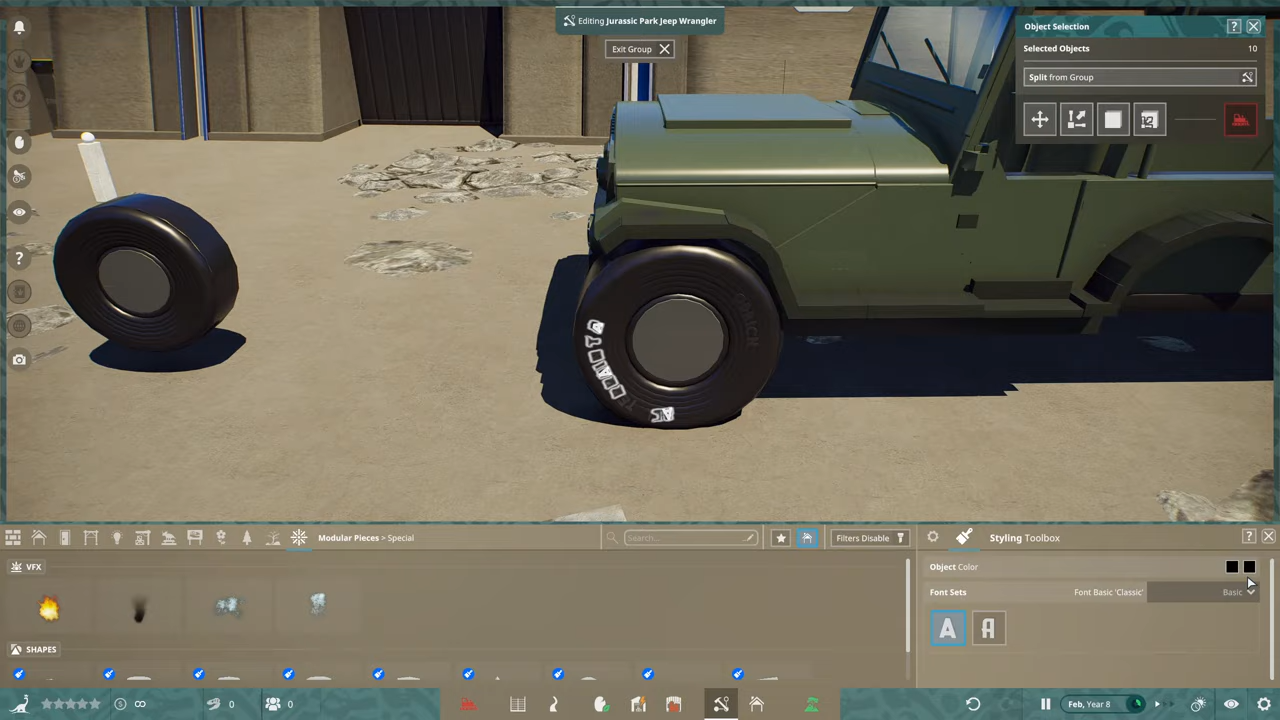 Editing Jurassic Park Jeep Wrangler
Exit Group
Object Selection
?
Selected Objects 10
Split from Group
?
Modular Pieces > Special
Search...
Filters Disable
Styling Toolbox
?
VFX
Object Color
Font Sets Font Basic 'Classic' Basic
A A
SHAPES
0
0
Feb, Year 8